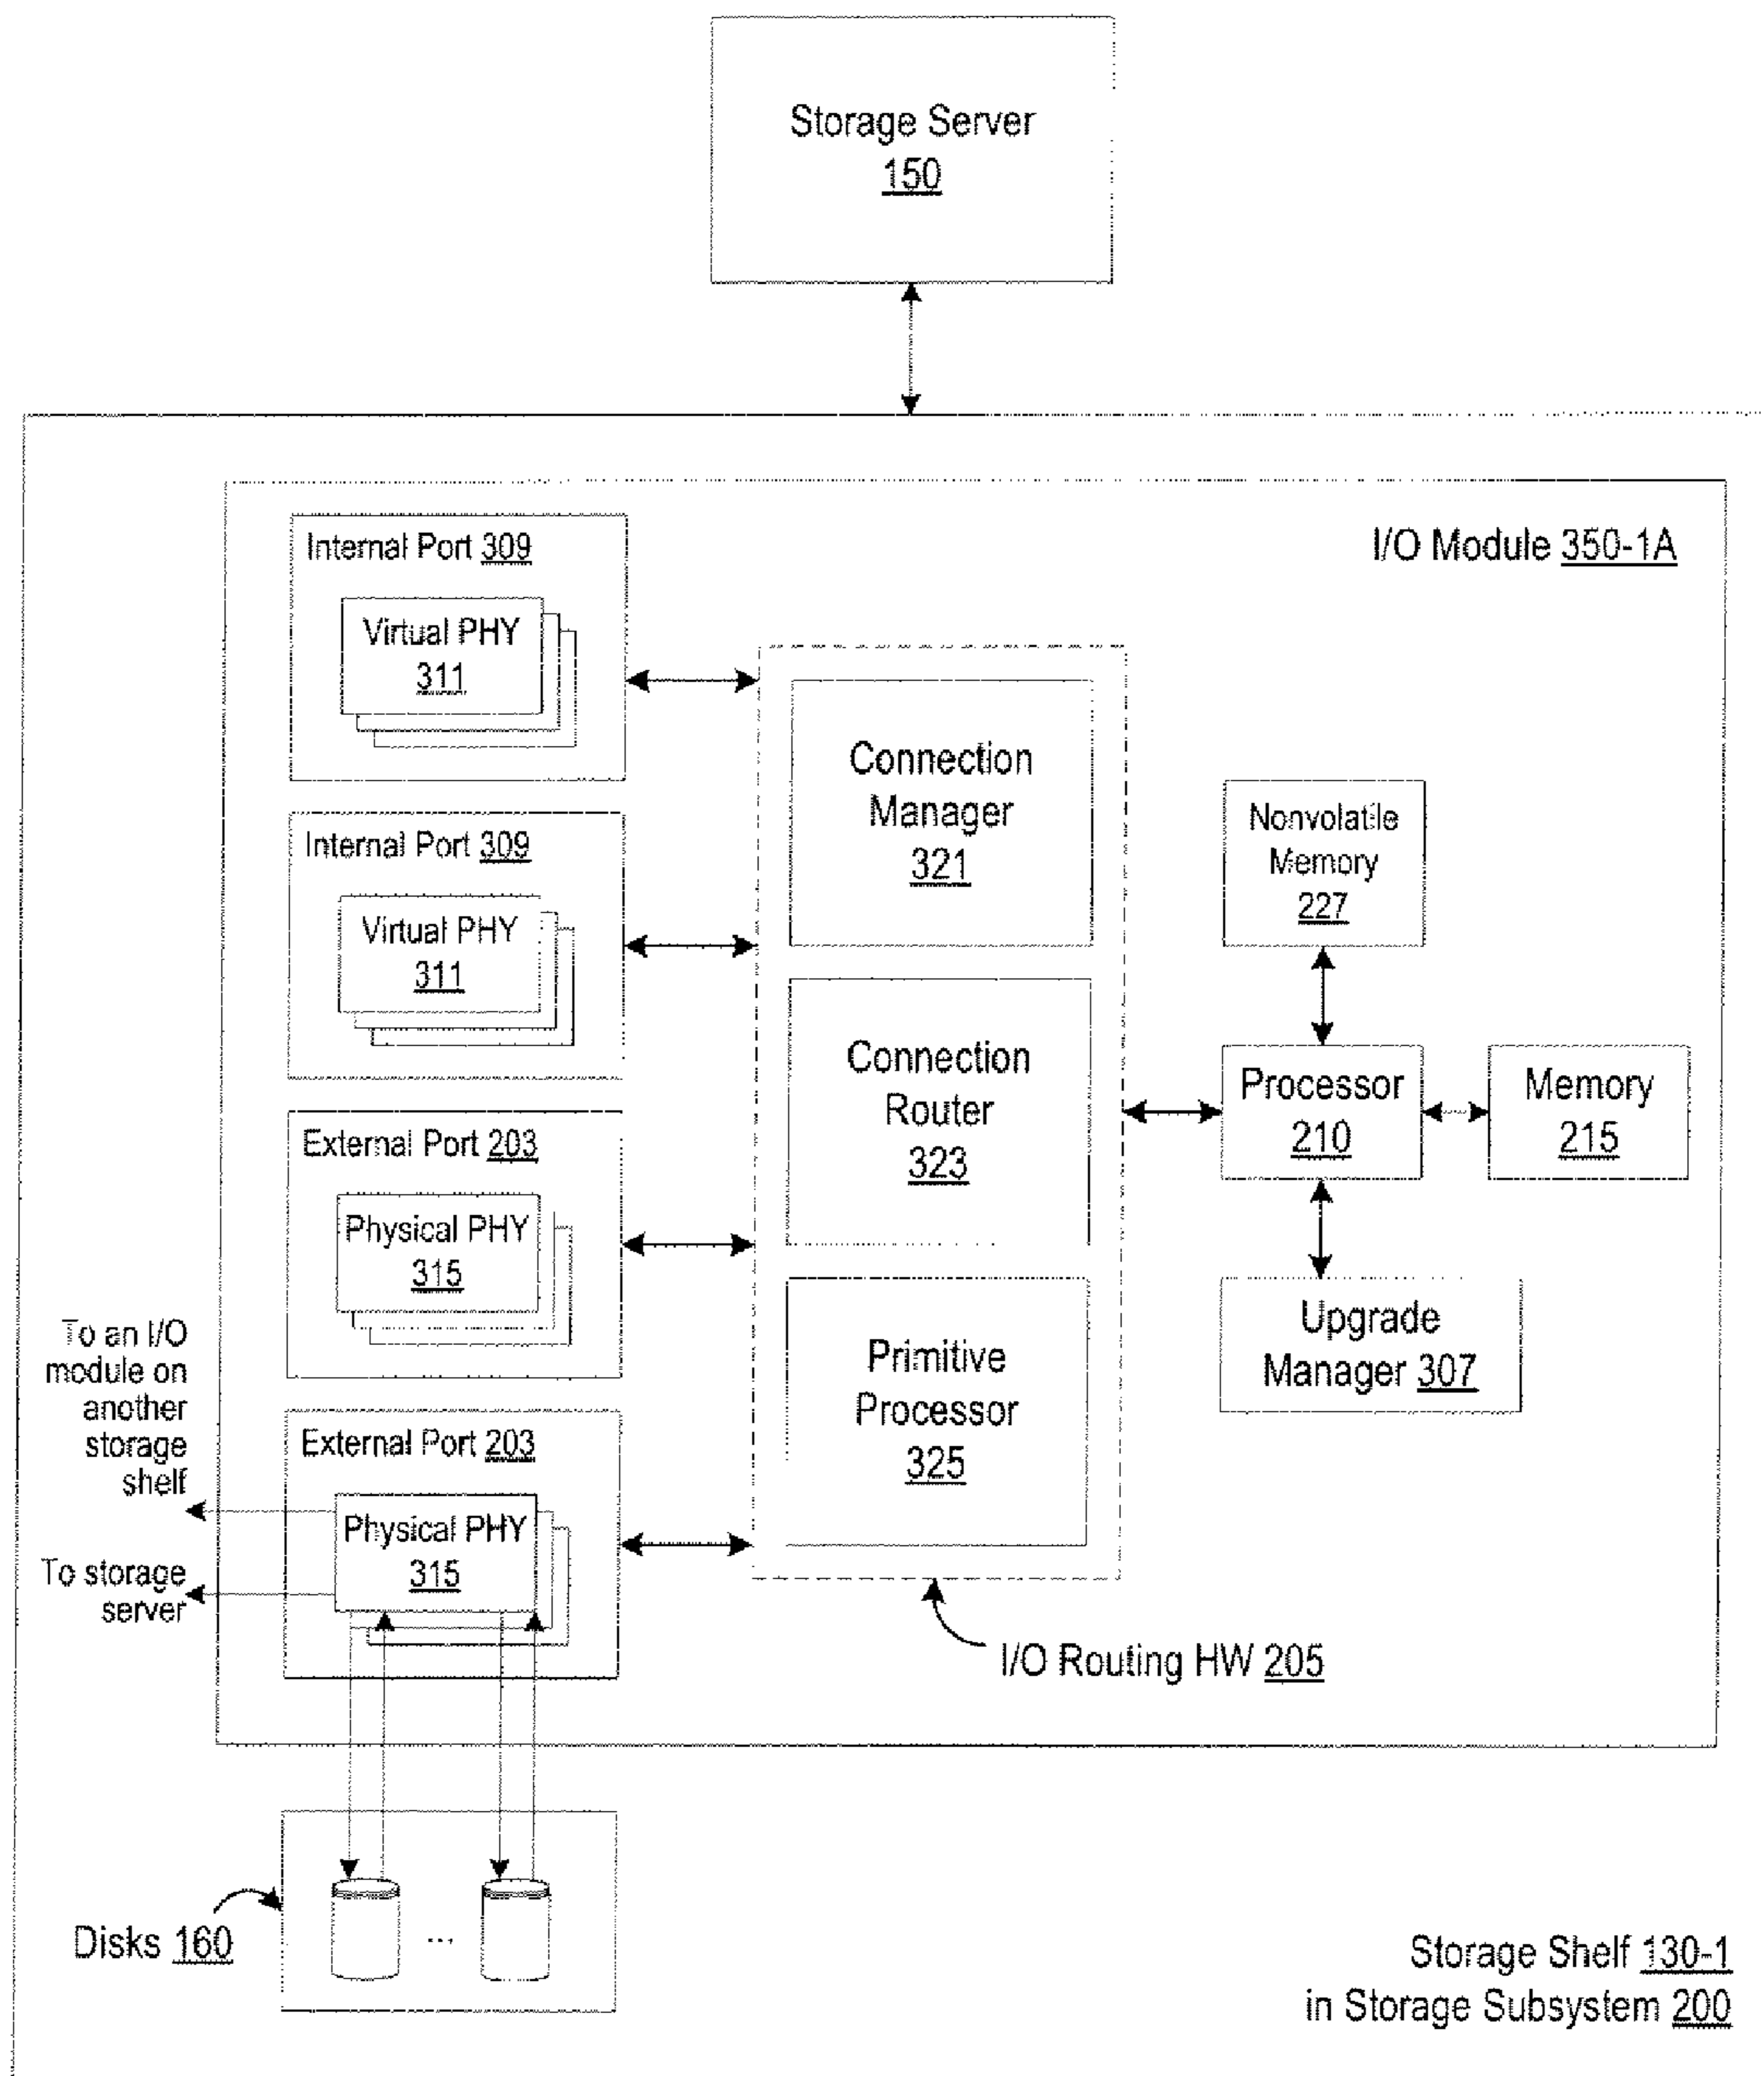 Storage Server
150
I/O Module 350-1A
Internal Port 309
Virtual PHY
311
Internal Port 309
Virtual PHY
311
External Port 203
Physical PHY
315
External Port 203
Physical PHY
315
To an I/O
module on
another
storage
shelf
To storage
server
Connection
Manager
321
Connection
Router
323
Primitive
Processor
325
I/O Routing HW 205
Nonvolatile
Memory
227
Processor
210
Memory
215
Upgrade
Manager 307
Disks 160
...
Storage Shelf 130-1
in Storage Subsystem 200